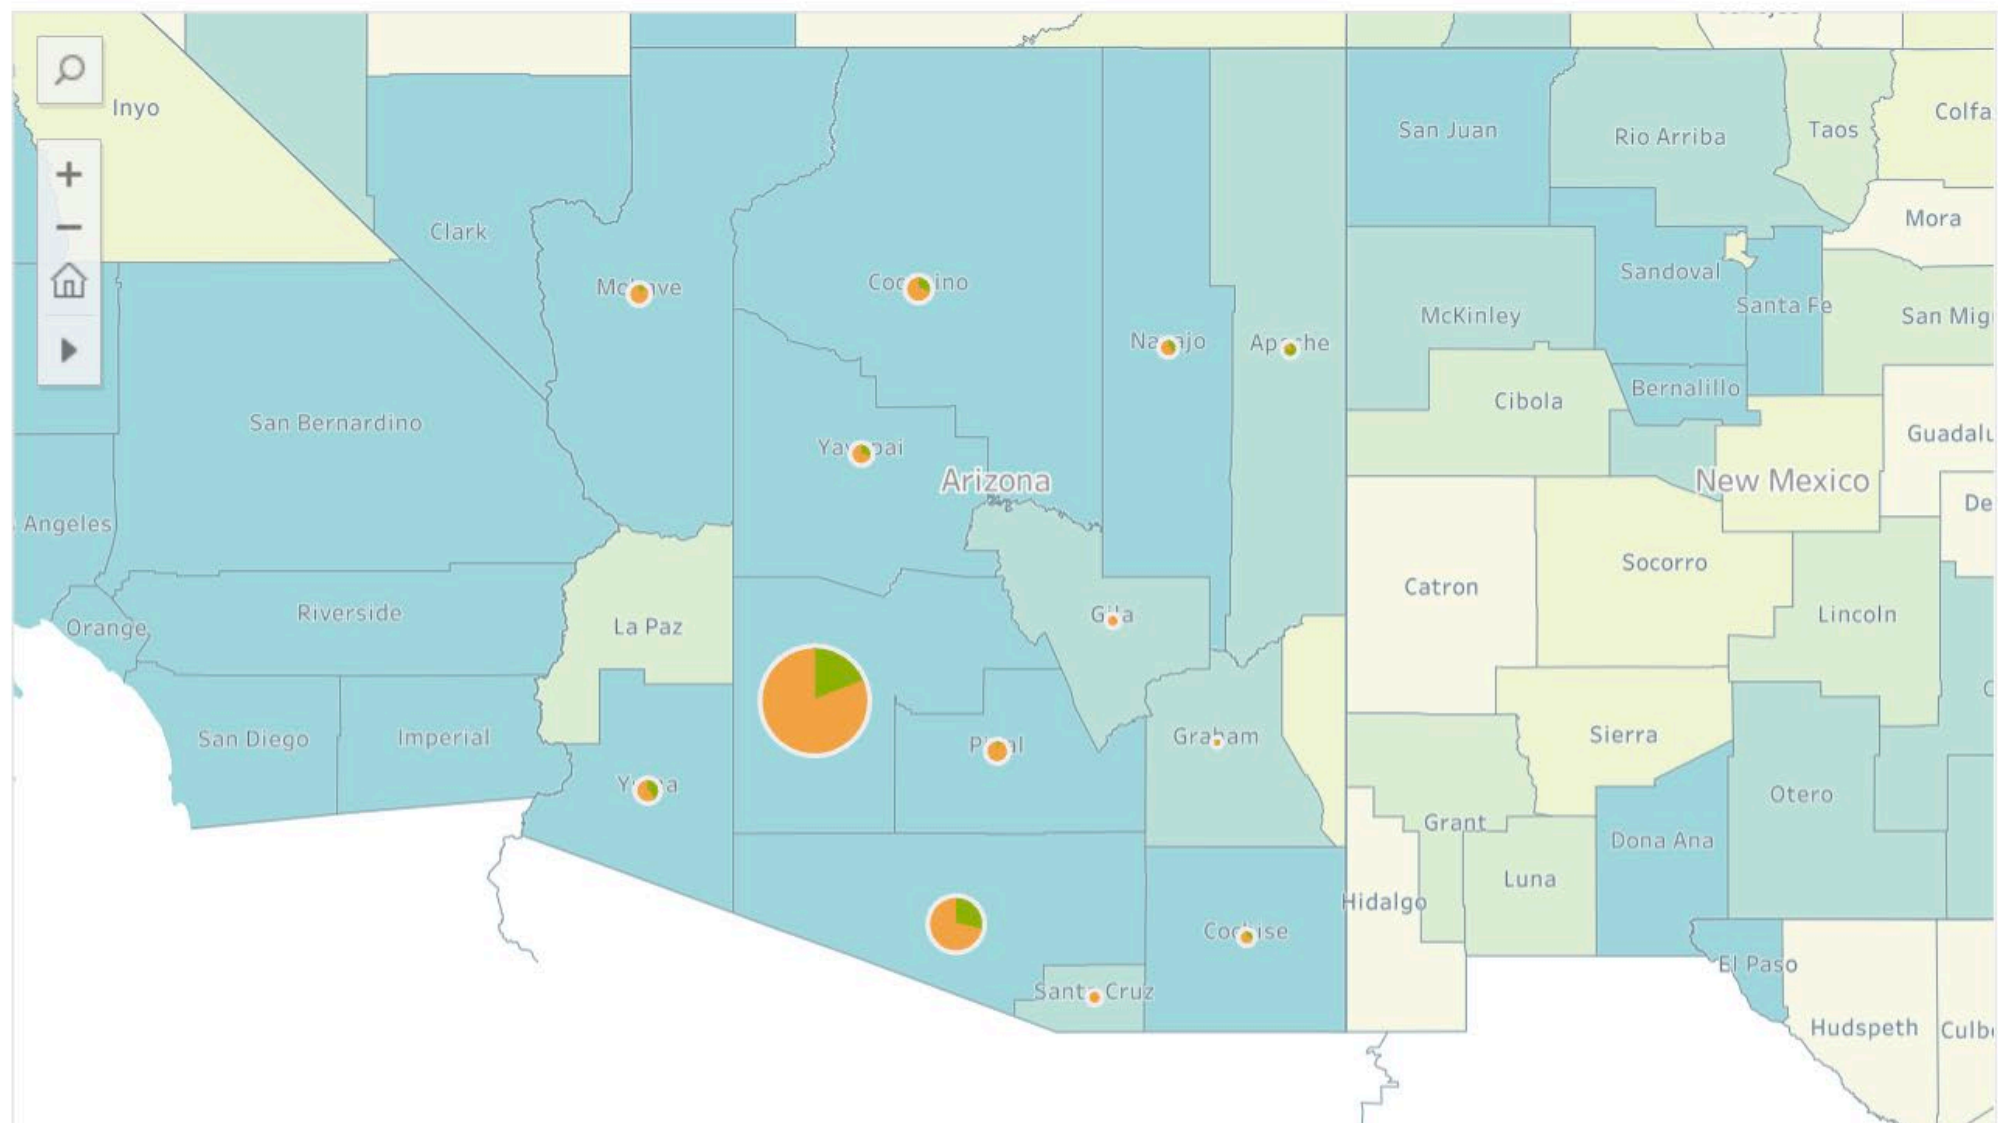 Inyo
San Juan
Rio Arriba
Taos
Colfa
Mora
Clark
Sandoval
Santa Fe
San Mig
McKinley
Bernalillo
Cibola
San Bernardino
Guadalu
Arizona
New Mexico
De
Angeles
Socorro
Catron
Riverside
La Paz
Orange
Lincoln
San Diego
Imperial
Sierra
Otero
Grant
Dona Ana
Luna
Hidalgo
El Paso
Cruz
Hudspeth
Culb